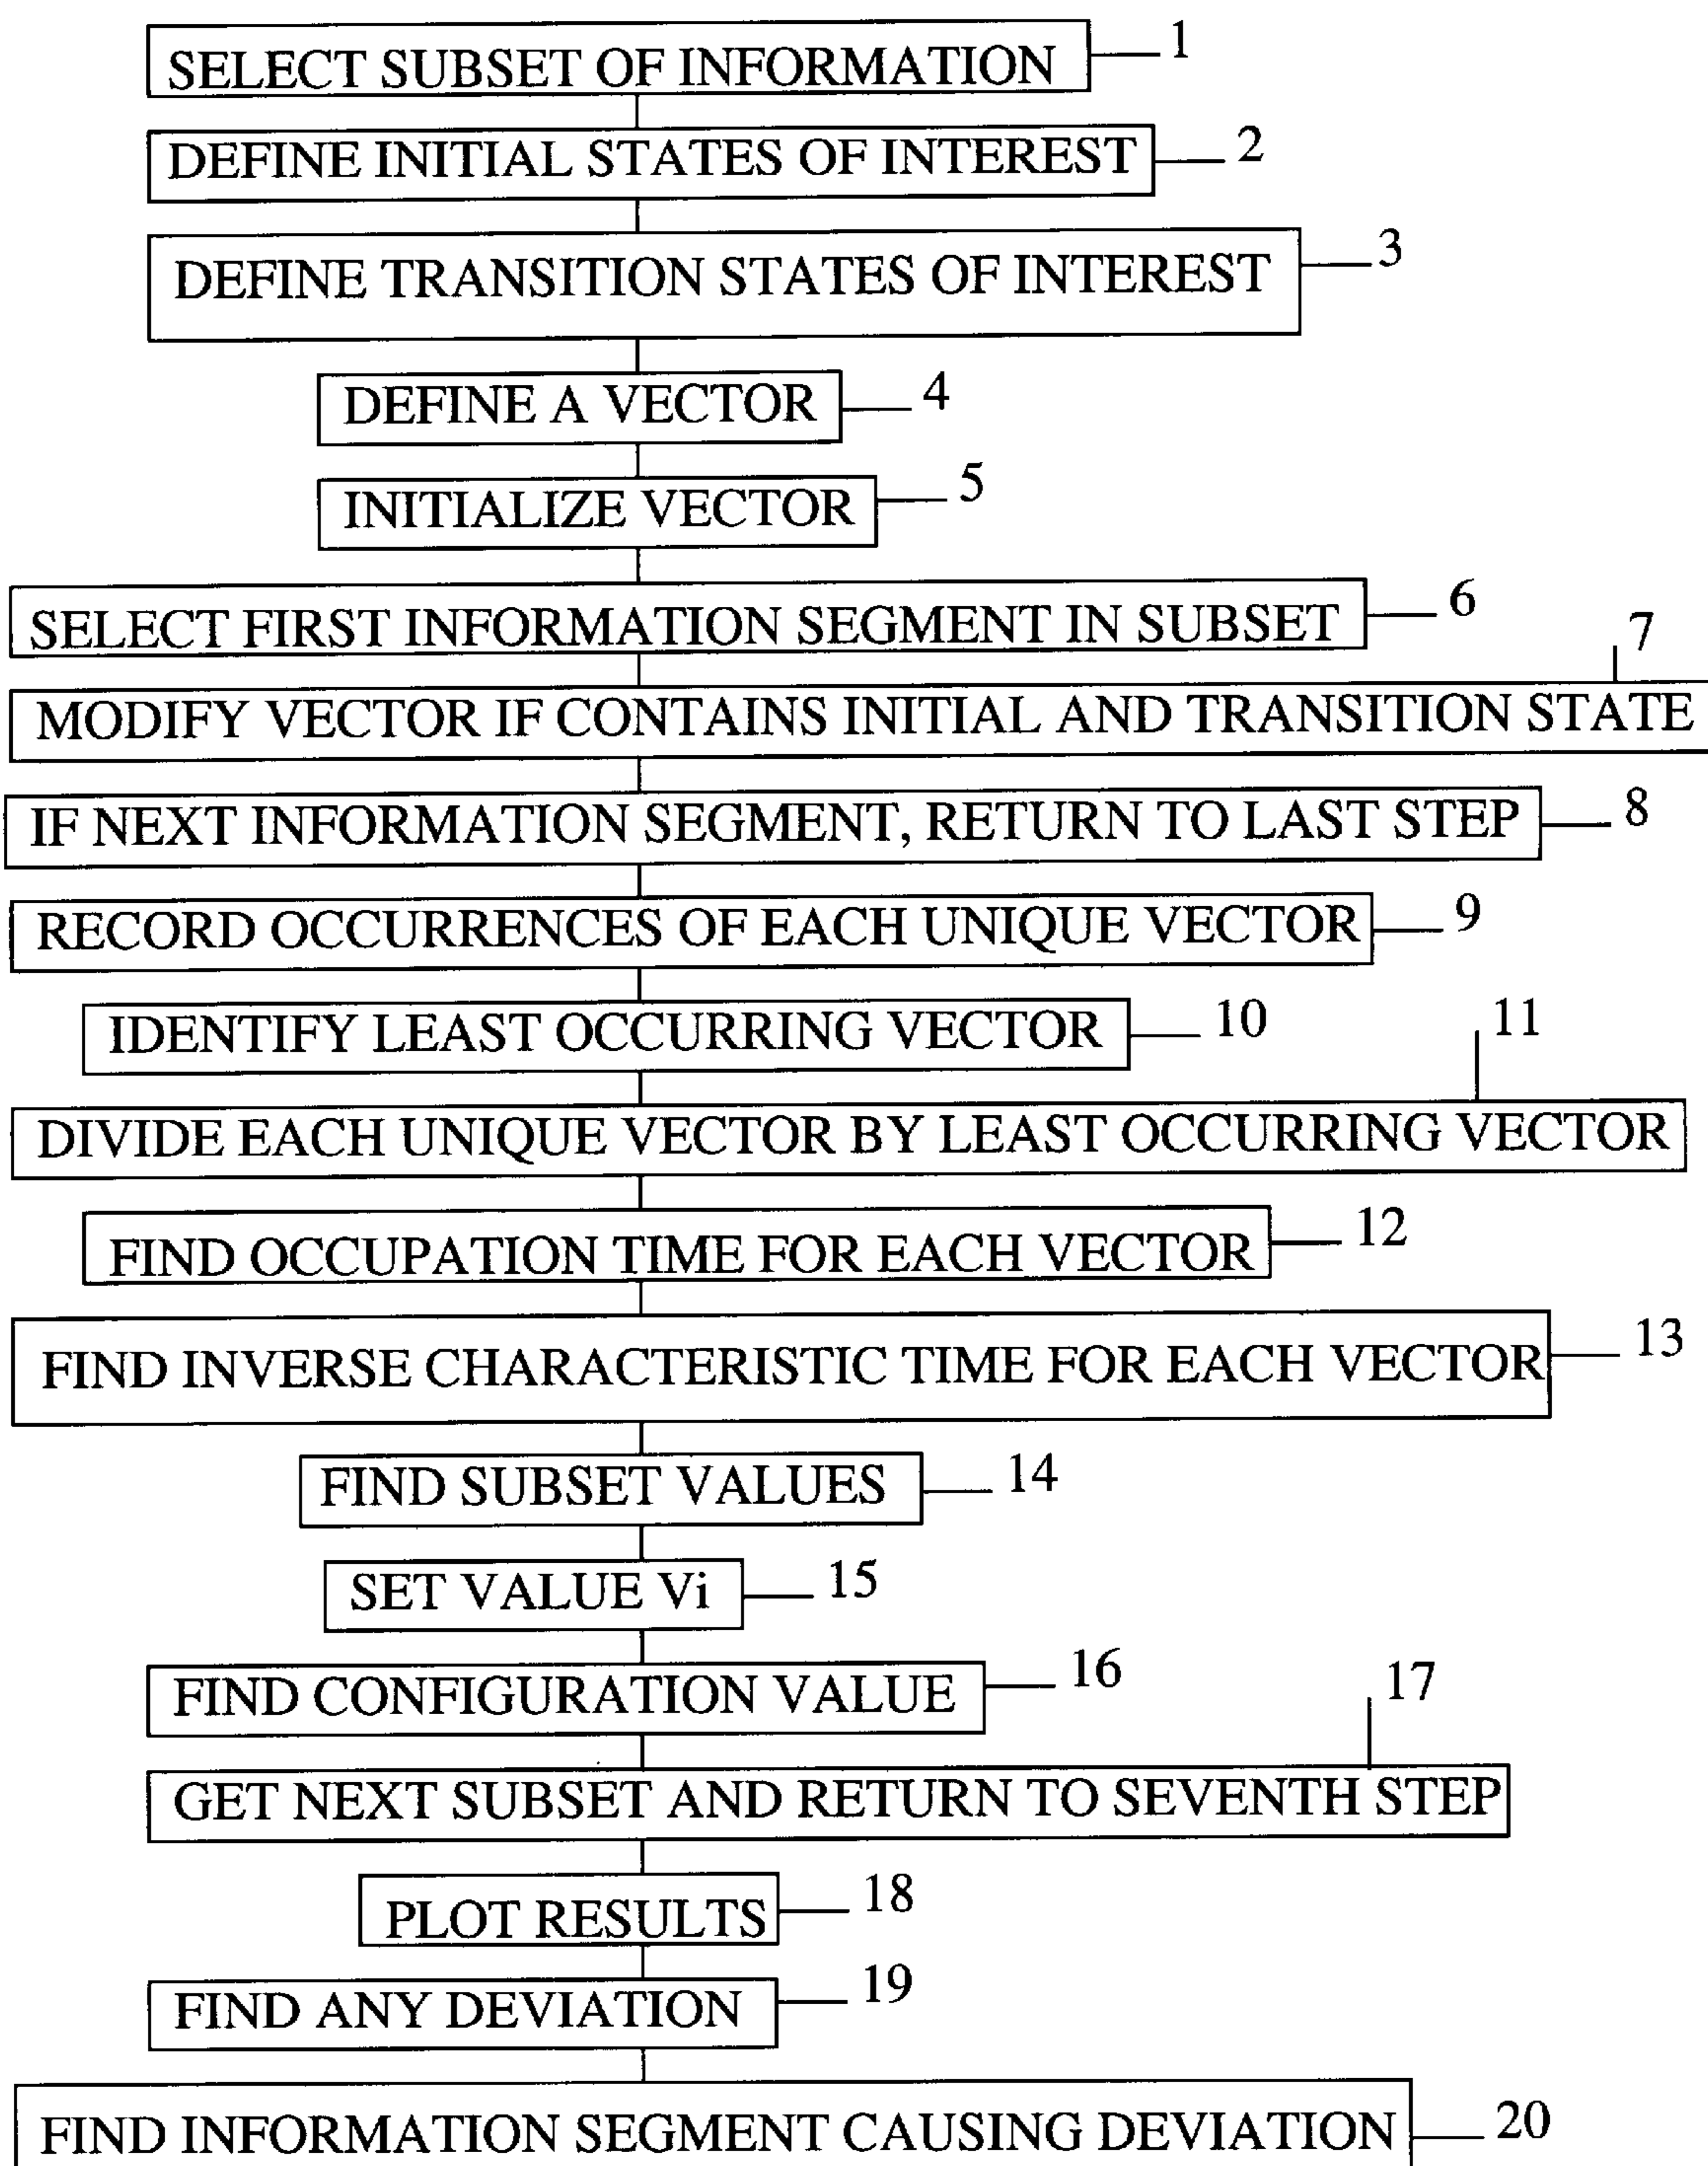 SELECT SUBSET OF INFORMATION 1
DEFINE INITIAL STATES OF INTEREST 2
DEFINE TRANSITION STATES OF INTEREST 3
DEFINE A VECTOR 4
INITIALIZE VECTOR 5
SELECT FIRST INFORMATION SEGMENT IN SUBSET 6
7
MODIFY VECTOR IF CONTAINS INITIAL AND TRANSITION STATE
IF NEXT INFORMATION SEGMENT, RETURN TO LAST STEP 8
RECORD OCCURRENCES OF EACH UNIQUE VECTOR 9
IDENTIFY LEAST OCCURRING VECTOR 10
11
DIVIDE EACH UNIQUE VECTOR BY LEAST OCCURRING VECTOR
FIND OCCUPATION TIME FOR EACH VECTOR 12
FIND INVERSE CHARACTERISTIC TIME FOR EACH VECTOR 13
FIND SUBSET VALUES 14
SET VALUE Vi 15
FIND CONFIGURATION VALUE 16
17
GET NEXT SUBSET AND RETURN TO SEVENTH STEP
PLOT RESULTS 18
FIND ANY DEVIATION 19
FIND INFORMATION SEGMENT CAUSING DEVIATION 20